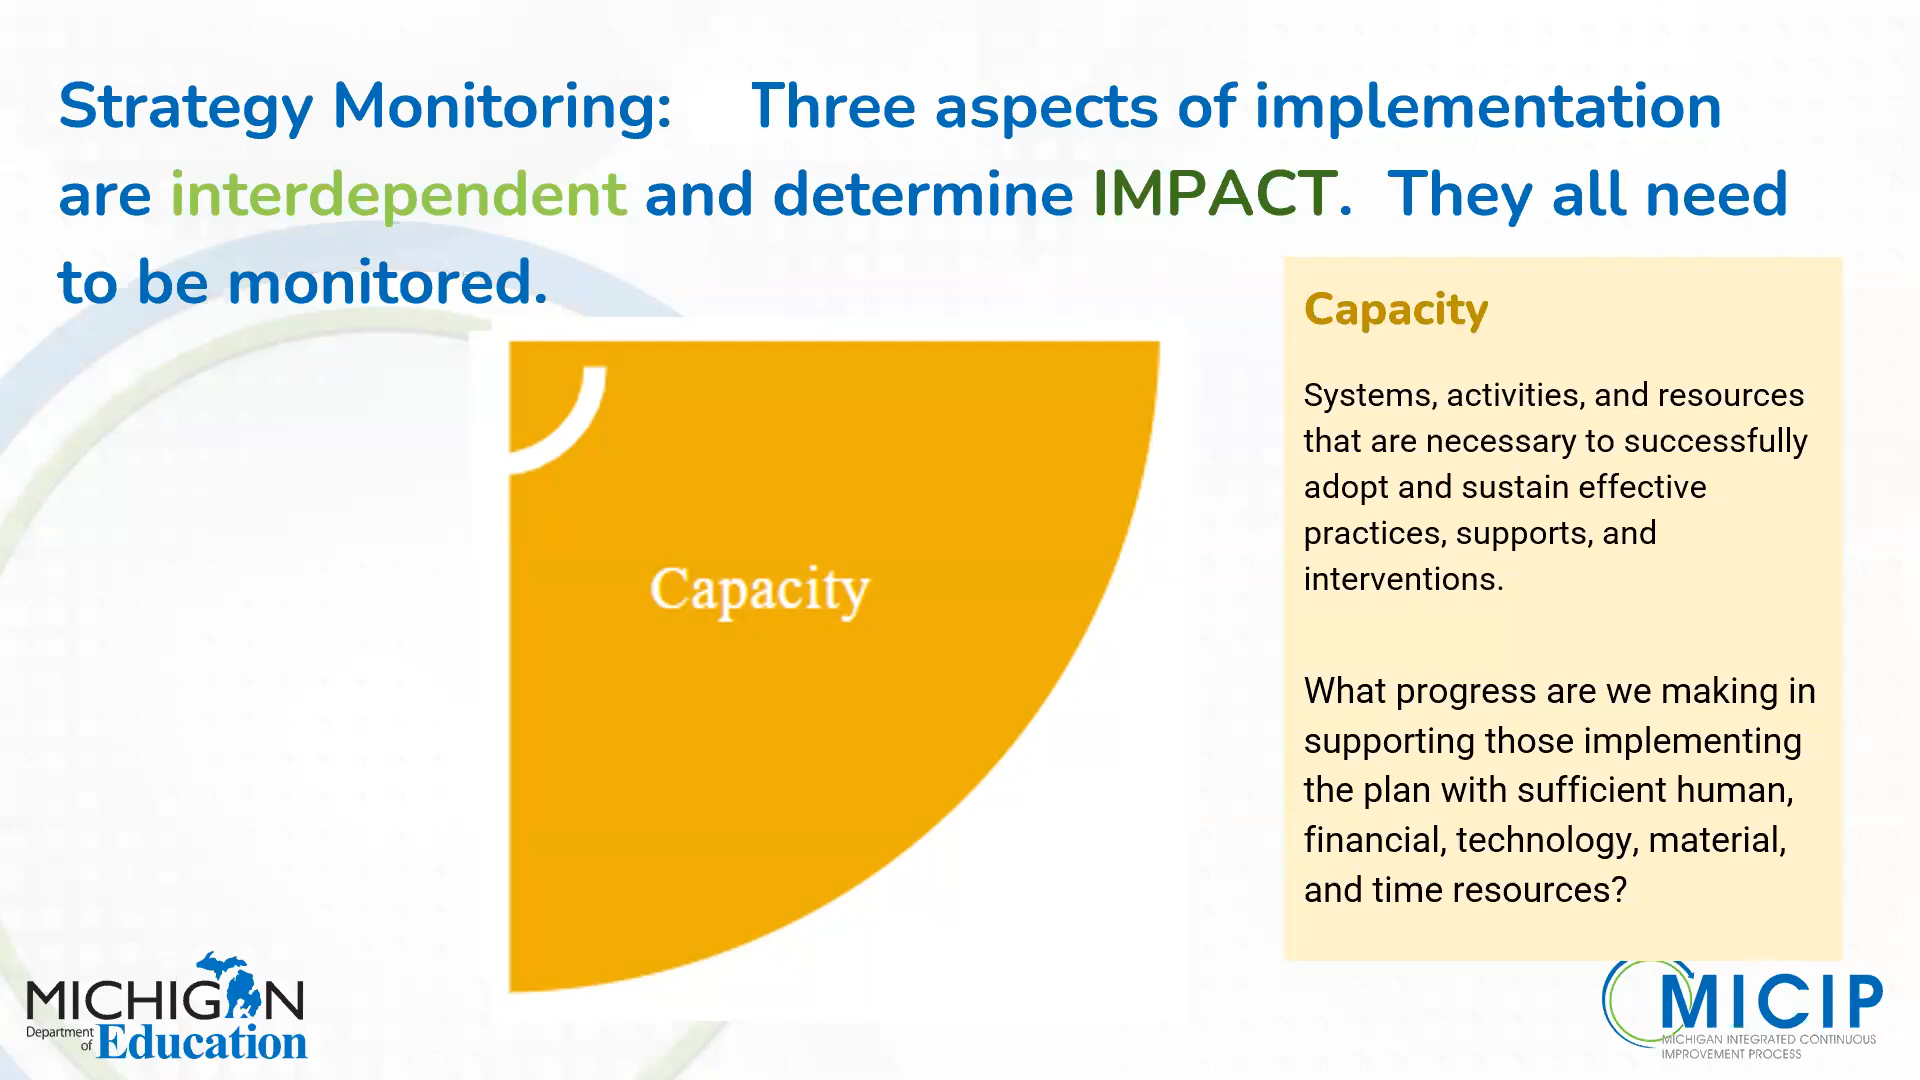 Strategy Monitoring: Three aspects of implementation
are interdependent and determine IMPACT. They all need
to be monitored.
Capacity
Capacity
Systems, activities, and resources
that are necessary to successfully
adopt and sustain effective
practices, supports, and
interventions.
What progress are we making in
supporting those implementing
the plan with sufficient human,
financial, technology, material,
and time resources?
MICHIGAN
Department
of Education
MICIP
MICHIGAN INTEGRATED CONTINUOUS
IMPROVEMENT PROCESS